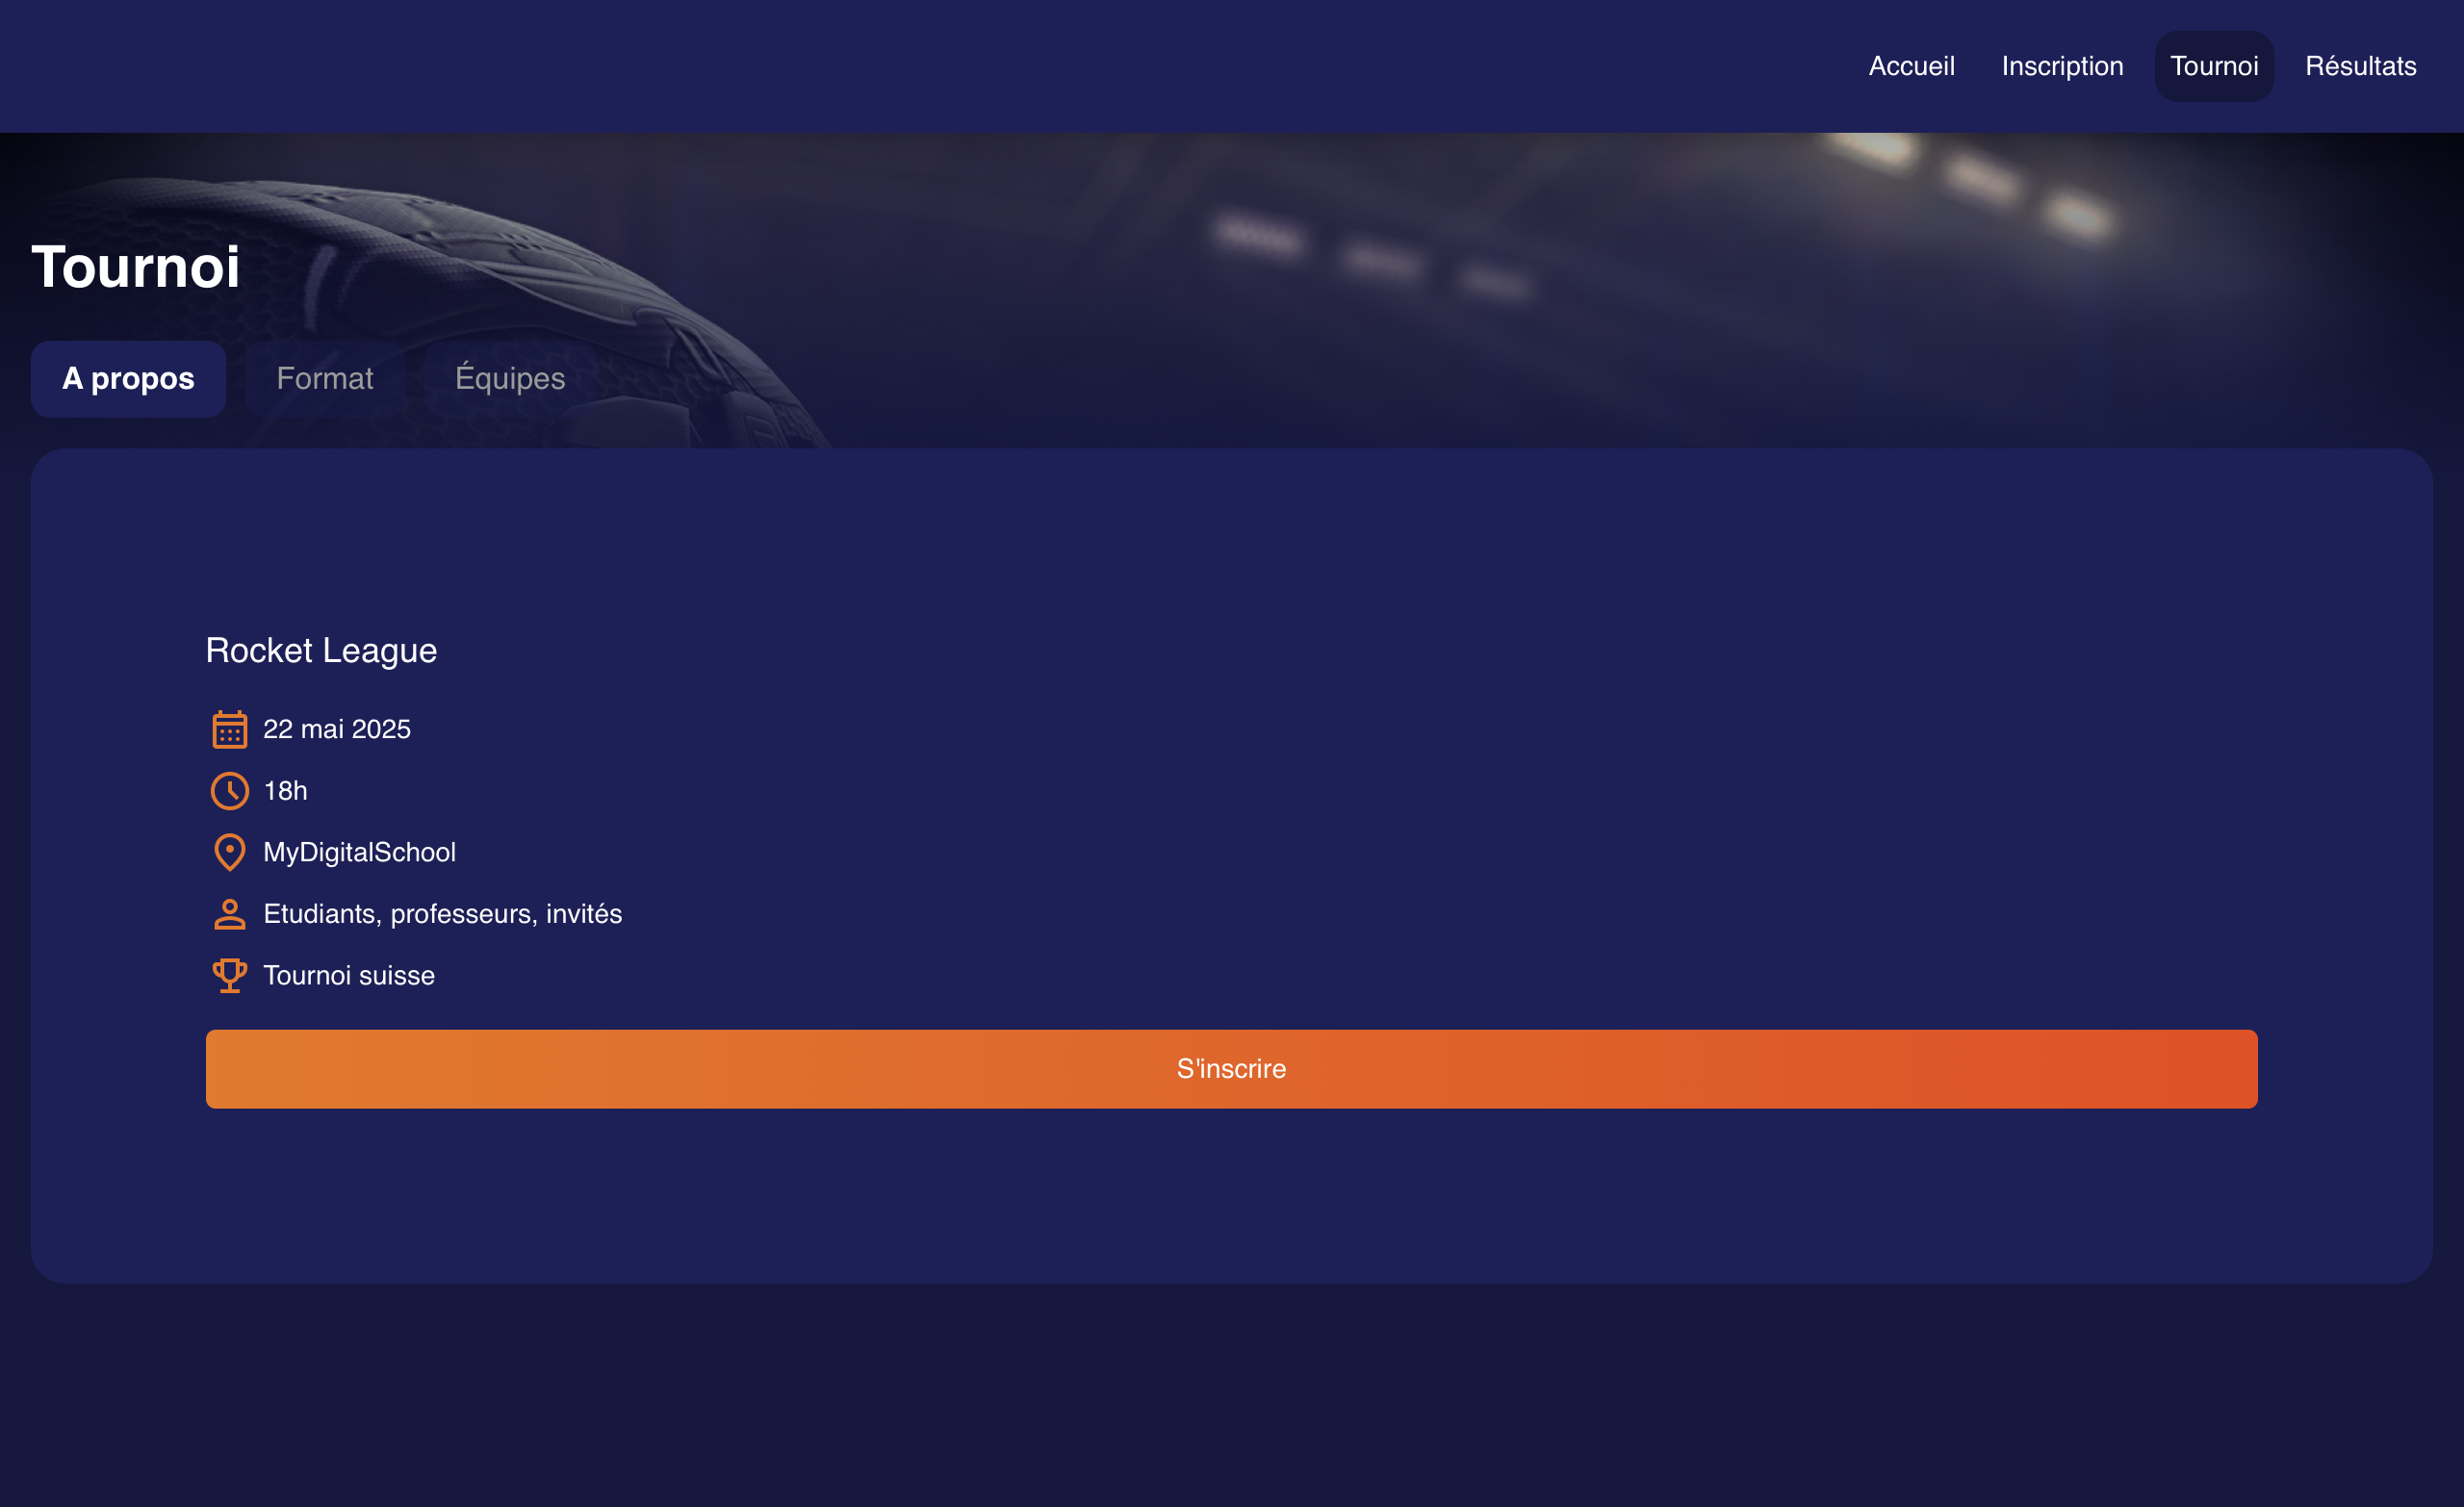 Accueil Inscription Tournoi Résultats
Tournoi
A propos Format Équipes
Rocket League
22 mai 2025
18h
MyDigitalSchool
Etudiants, professeurs, invités
Tournoi suisse
S'inscrire